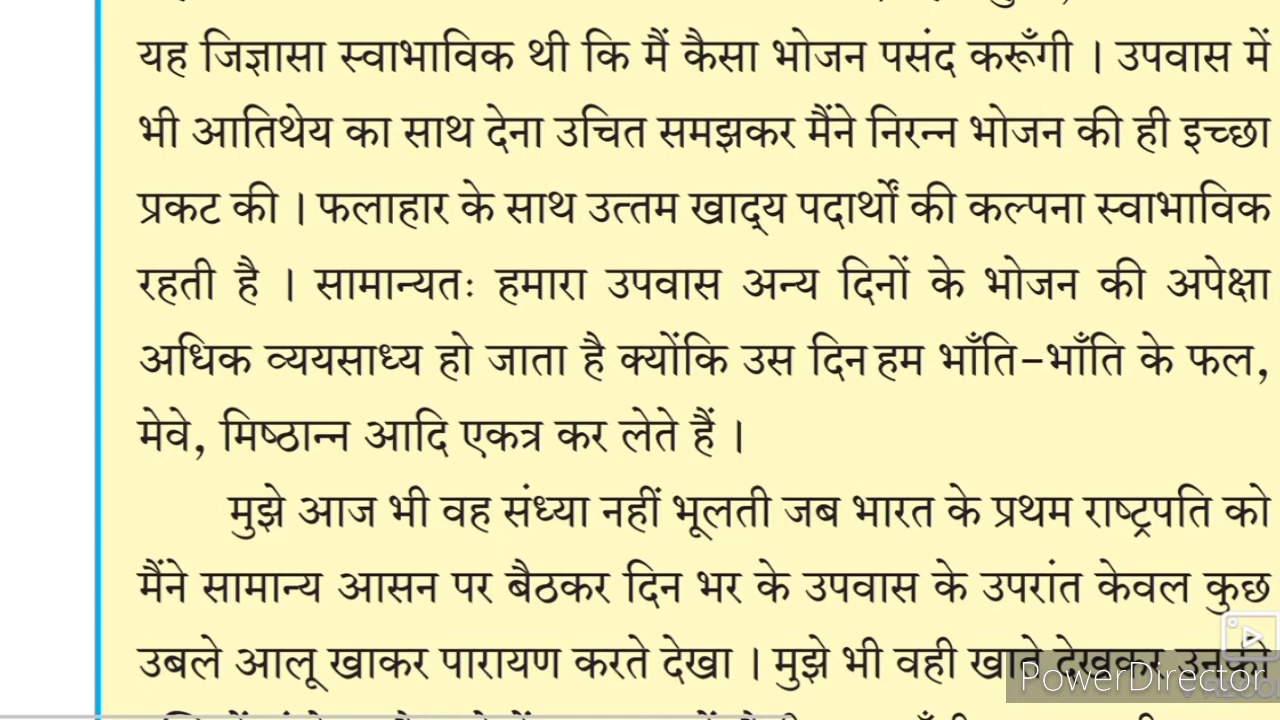 यह जिज्ञासा स्वाभाविक थी कि मैं कैसा भोजन पसंद करूँगी । उपवास में
भी आतिथेय का साथ देना उचित समझकर मैंने निरन्न भोजन की ही इच्छा
प्रकट की । फलाहार के साथ उत्तम खाद्‌य पदार्थों की कल्पना स्वाभाविक
रहती है । सामान्यतः हमारा उपवास अन्य दिनों के भोजन की अपेक्षा
अधिक व्ययसाध्य हो जाता है क्योंकि उस दिन हम भाँति-भाँति के फल,
मेवे, मिष्ठान्न आदि एकत्र कर लेते हैं ।
मुझे आज भी वह संध्या नहीं भूलती जब भारत के प्रथम राष्ट्रपति को
मैंने सामान्य आसन पर बैठकर दिन भर के उपवास के उपरांत केवल कुछ
उबले आलू खाकर पारायण करते देखा । मुझे भी वही खाते देखकर उनकी
PowerDirector